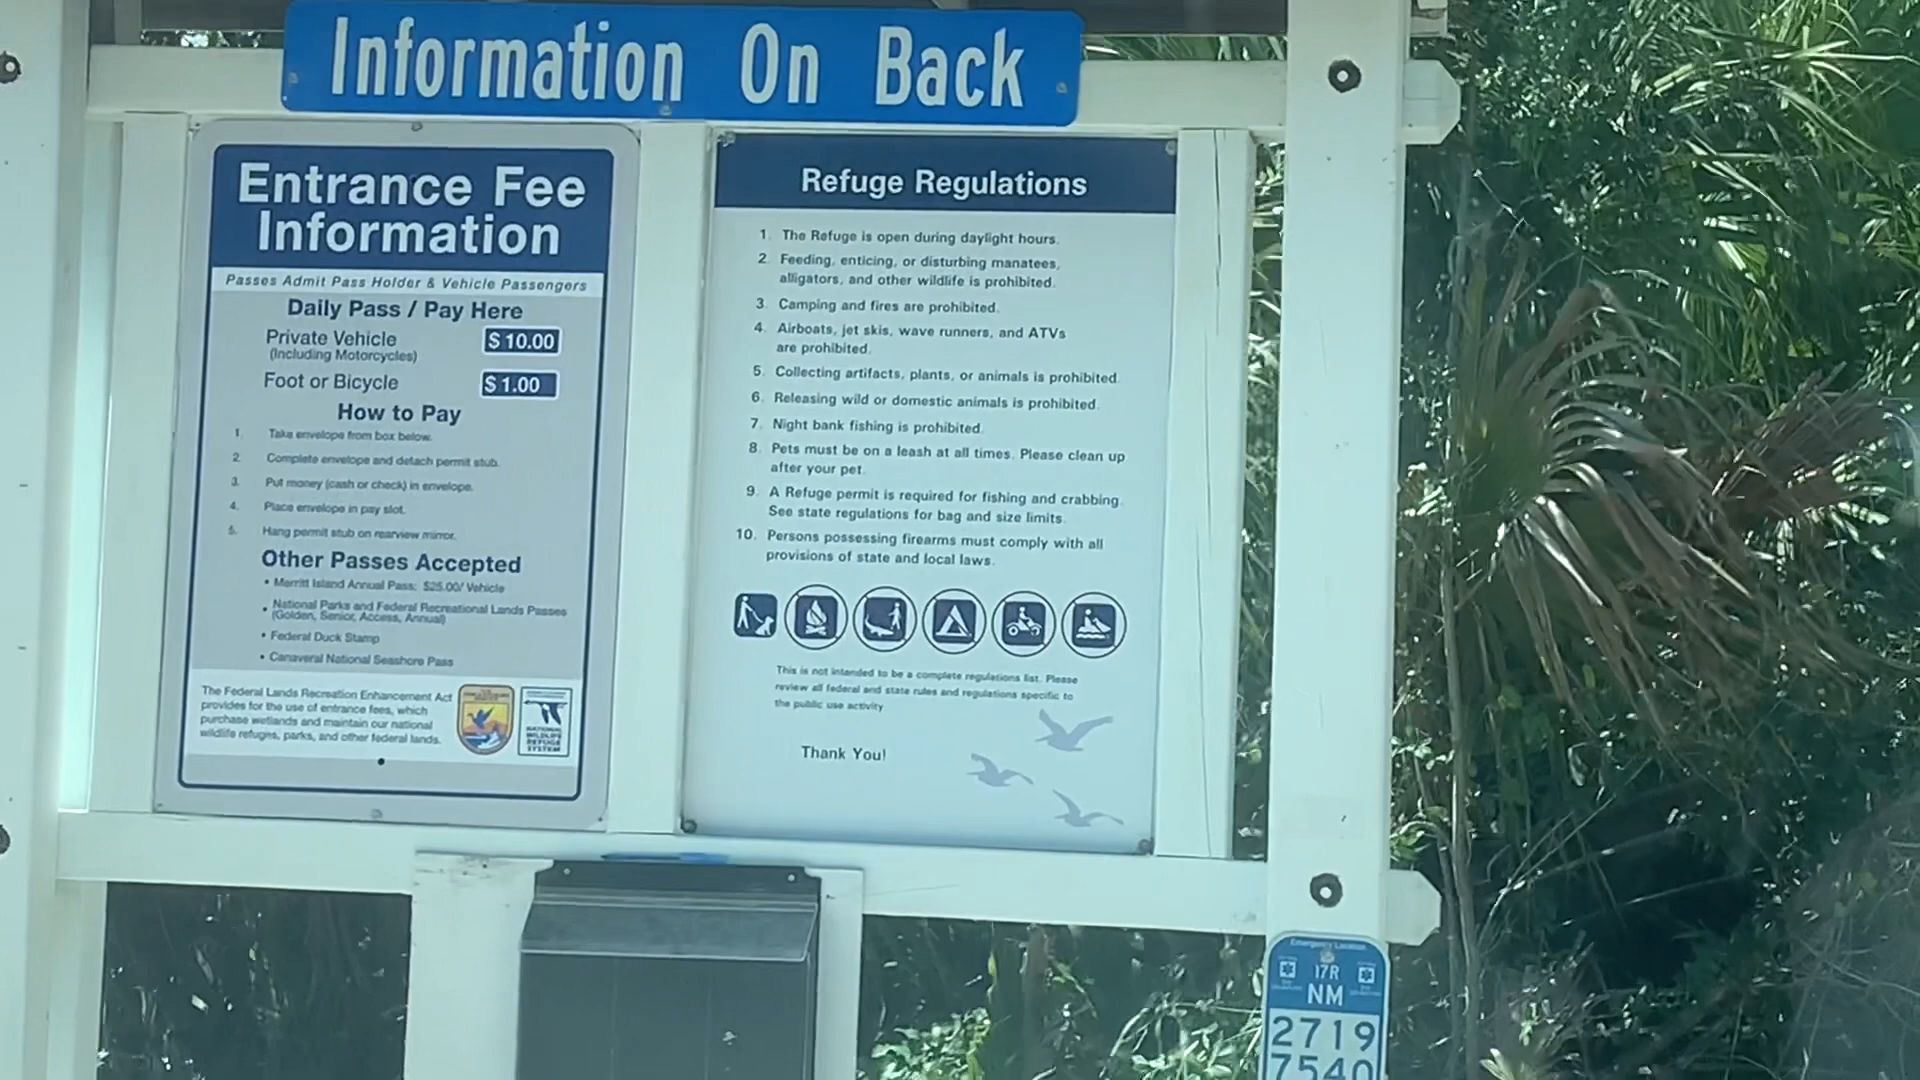 Information On Back
Entrance Fee
Information
Passes Admit Pass Holder & Vehicle Passengers
Daily Pass / Pay Here
Private Vehicle
(Including Motorcycles)
$ 10.00
Foot or Bicycle
$ 1.00
How to Pay
1. Take envelope from box below.
2. Complete envelope and detach permit stub.
3. Put money (cash or check) in envelope.
4. Place envelope in pay slot.
5. Hang permit stub on rearview mirror.
Other Passes Accepted
• Merritt Island Annual Pass: $25.00/ Vehicle
• National Parks and Federal Recreational Lands Passes
(Golden, Senior, Access, Annual)
• Federal Duck Stamp
• Canaveral National Seashore Pass
The Federal Lands Recreation Enhancement Act
provides for the use of entrance fees, which
purchase wetlands and maintain our national
wildlife refuges, parks, and other federal lands.
NATIONAL
WILDLIFE
REFUGE
SYSTEM
Refuge Regulations
1. The Refuge is open during daylight hours.
2. Feeding, enticing, or disturbing manatees,
alligators, and other wildlife is prohibited.
3. Camping and fires are prohibited.
4. Airboats, jet skis, wave runners, and ATVs
are prohibited.
5. Collecting artifacts, plants, or animals is prohibited.
6. Releasing wild or domestic animals is prohibited.
7. Night bank fishing is prohibited.
8. Pets must be on a leash at all times. Please clean up
after your pet.
9. A Refuge permit is required for fishing and crabbing.
See state regulations for bag and size limits.
10. Persons possessing firearms must comply with all
provisions of state and local laws.
This is not intended to be a complete regulations list. Please
review all federal and state rules and regulations specific to
the public use activity
Thank You!
Emergency Location
17R
NM
2719
7540